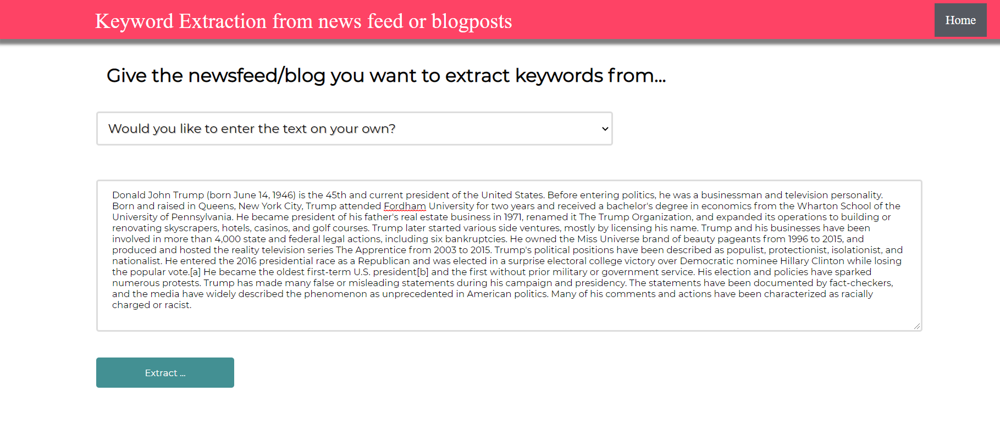 Keyword Extraction from news feed or blogposts
Home
Give the newsfeed/blog you want to extract keywords from...
Would you like to enter the text on your own?
Donald John Trump (born June 14, 1946) is the 45th and current president of the United States. Before entering politics, he was a businessman and television personality.
Born and raised in Queens, New York City, Trump attended Fordham University for two years and received a bachelor's degree in economics from the Wharton School of the
University of Pennsylvania. He became president of his father's real estate business in 1971, renamed it The Trump Organization, and expanded its operations to building or
renovating skyscrapers, hotels, casinos, and golf courses. Trump later started various side ventures, mostly by licensing his name. Trump and his businesses have been
involved in more than 4,000 state and federal legal actions, including six bankruptcies. He owned the Miss Universe brand of beauty pageants from 1996 to 2015, and
produced and hosted the reality television series The Apprentice from 2003 to 2015. Trump's political positions have been described as populist, protectionist, isolationist, and
nationalist. He entered the 2016 presidential race as a Republican and was elected in a surprise electoral college victory over Democratic nominee Hillary Clinton while losing
the popular vote.[a] He became the oldest first-term U.S. president[b] and the first without prior military or government service. His election and policies have sparked
numerous protests. Trump has made many false or misleading statements during his campaign and presidency. The statements have been documented by fact-checkers,
and the media have widely described the phenomenon as unprecedented in American politics. Many of his comments and actions have been characterized as racially
charged or racist.
Extract ...